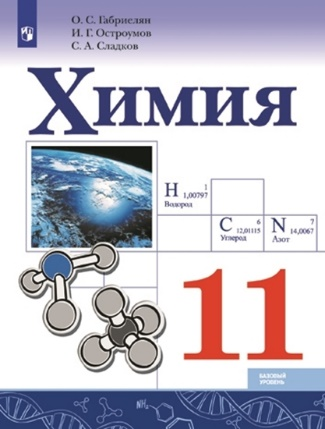 О. С. Габриелян
И. Г. Остроумов
С. А. Сладков
Химия
H 1
1,00797
Водород
C 6
12,01115
Углерод
N 7
14,0067
Азот
11
БАЗОВЫЙ
УРОВЕНЬ
NH₃